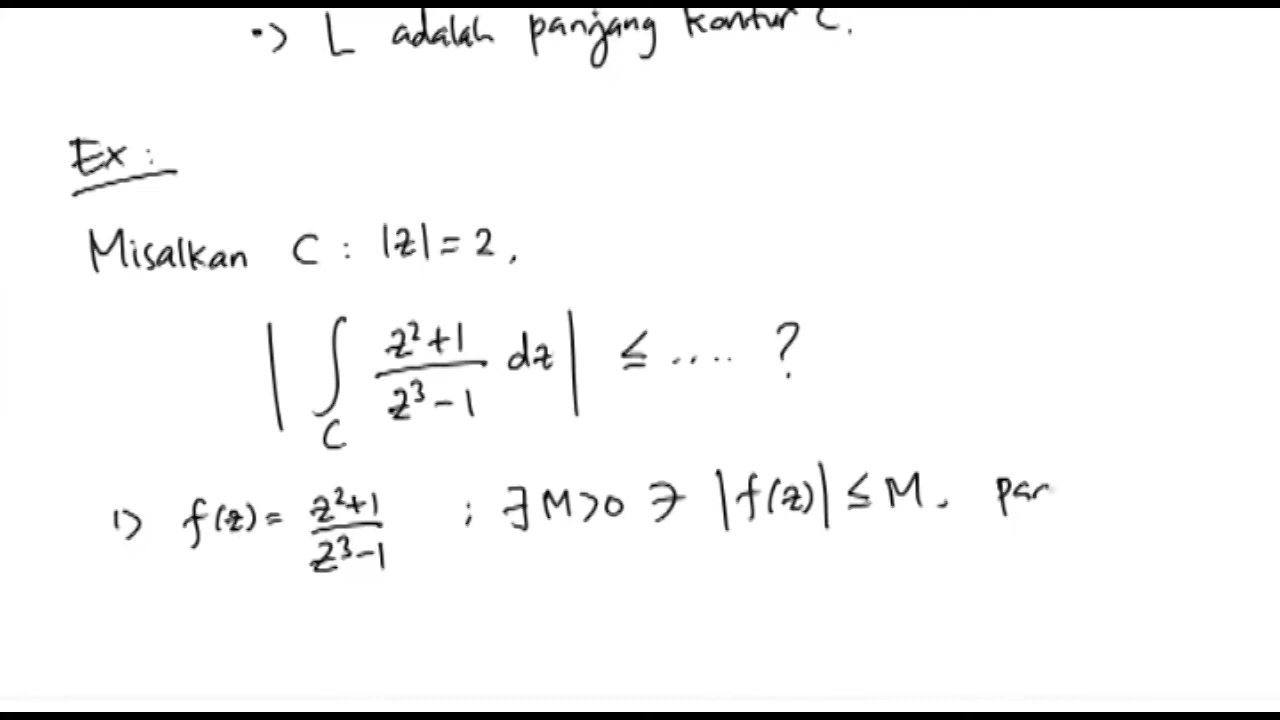 •> L adalah panjang kontur C.
Ex :
Misalkan C : |z| = 2 ,
| ∫_C (z²+1)/(z³-1) dz | ≤ .... ?
1> f(z) = (z²+1)/(z³-1) ; ∃ M>0 ∋ |f(z)| ≤ M , par